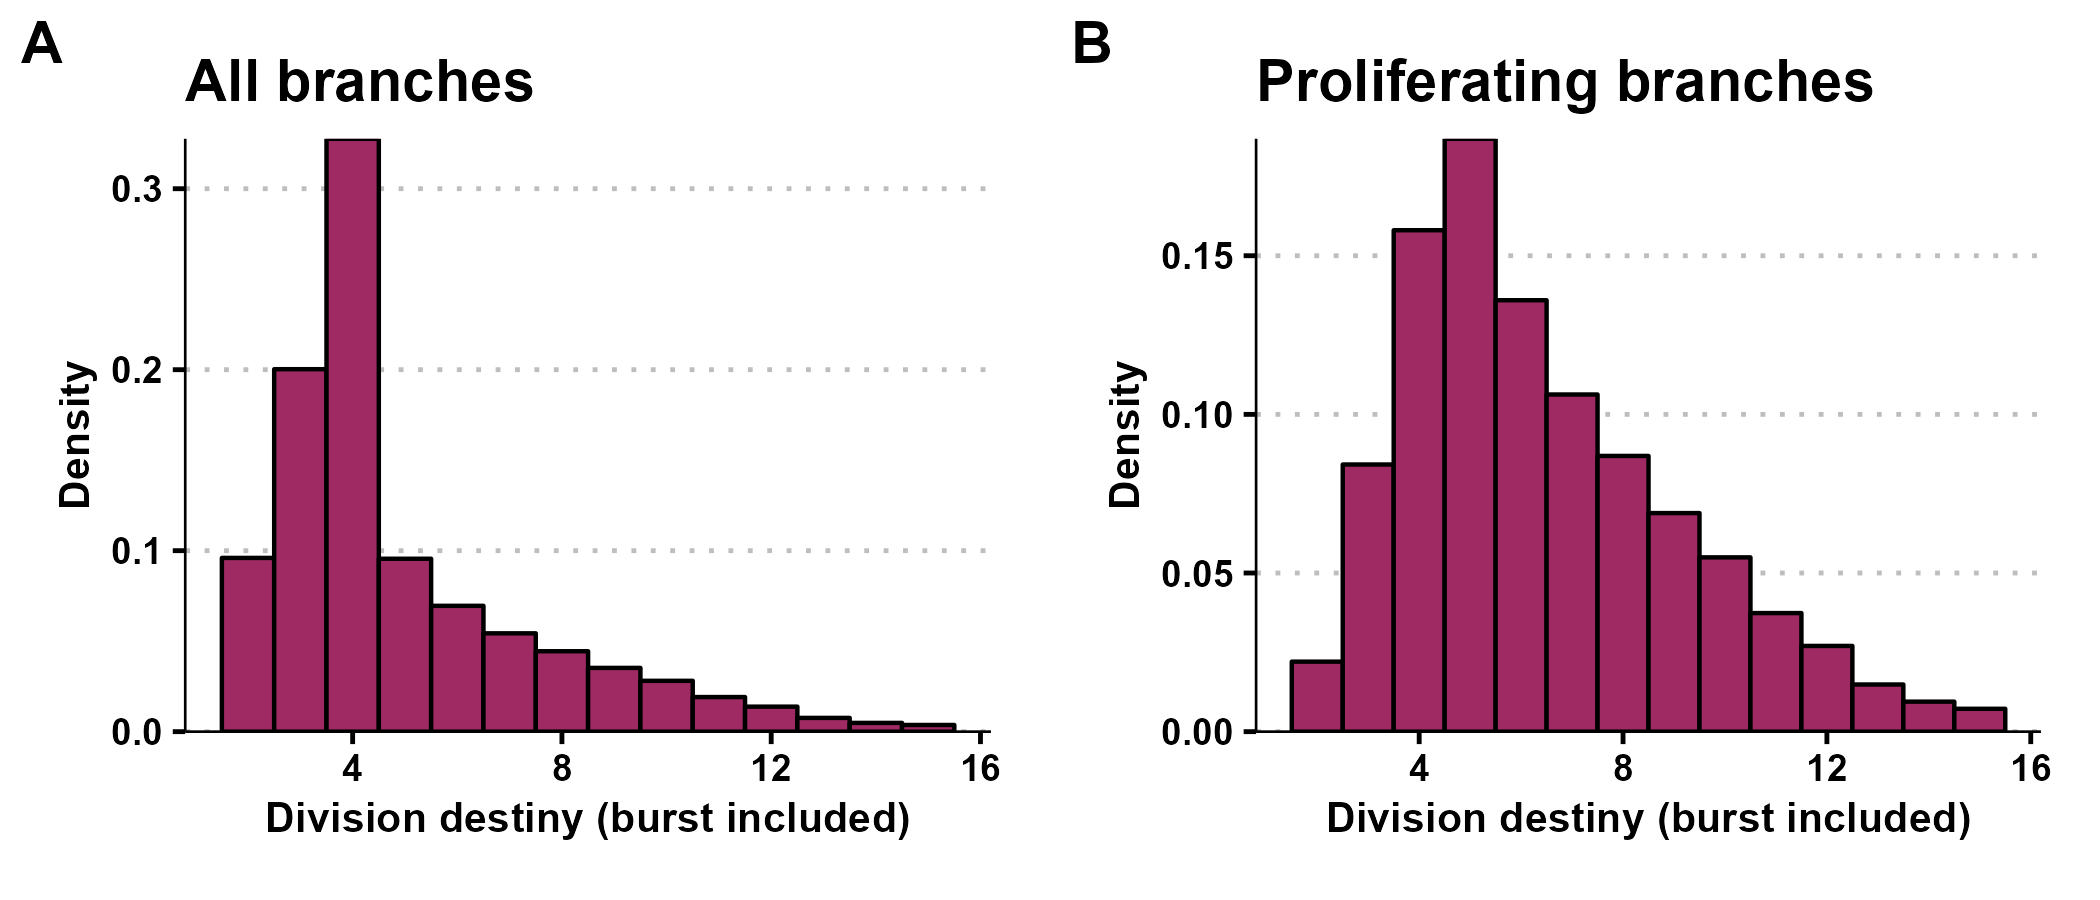 A
All branches
0.3
0.2
0.1
0.0
Density
4 8 12 16
Division destiny (burst included)
B
Proliferating branches
0.15
0.10
0.05
0.00
Density
4 8 12 16
Division destiny (burst included)